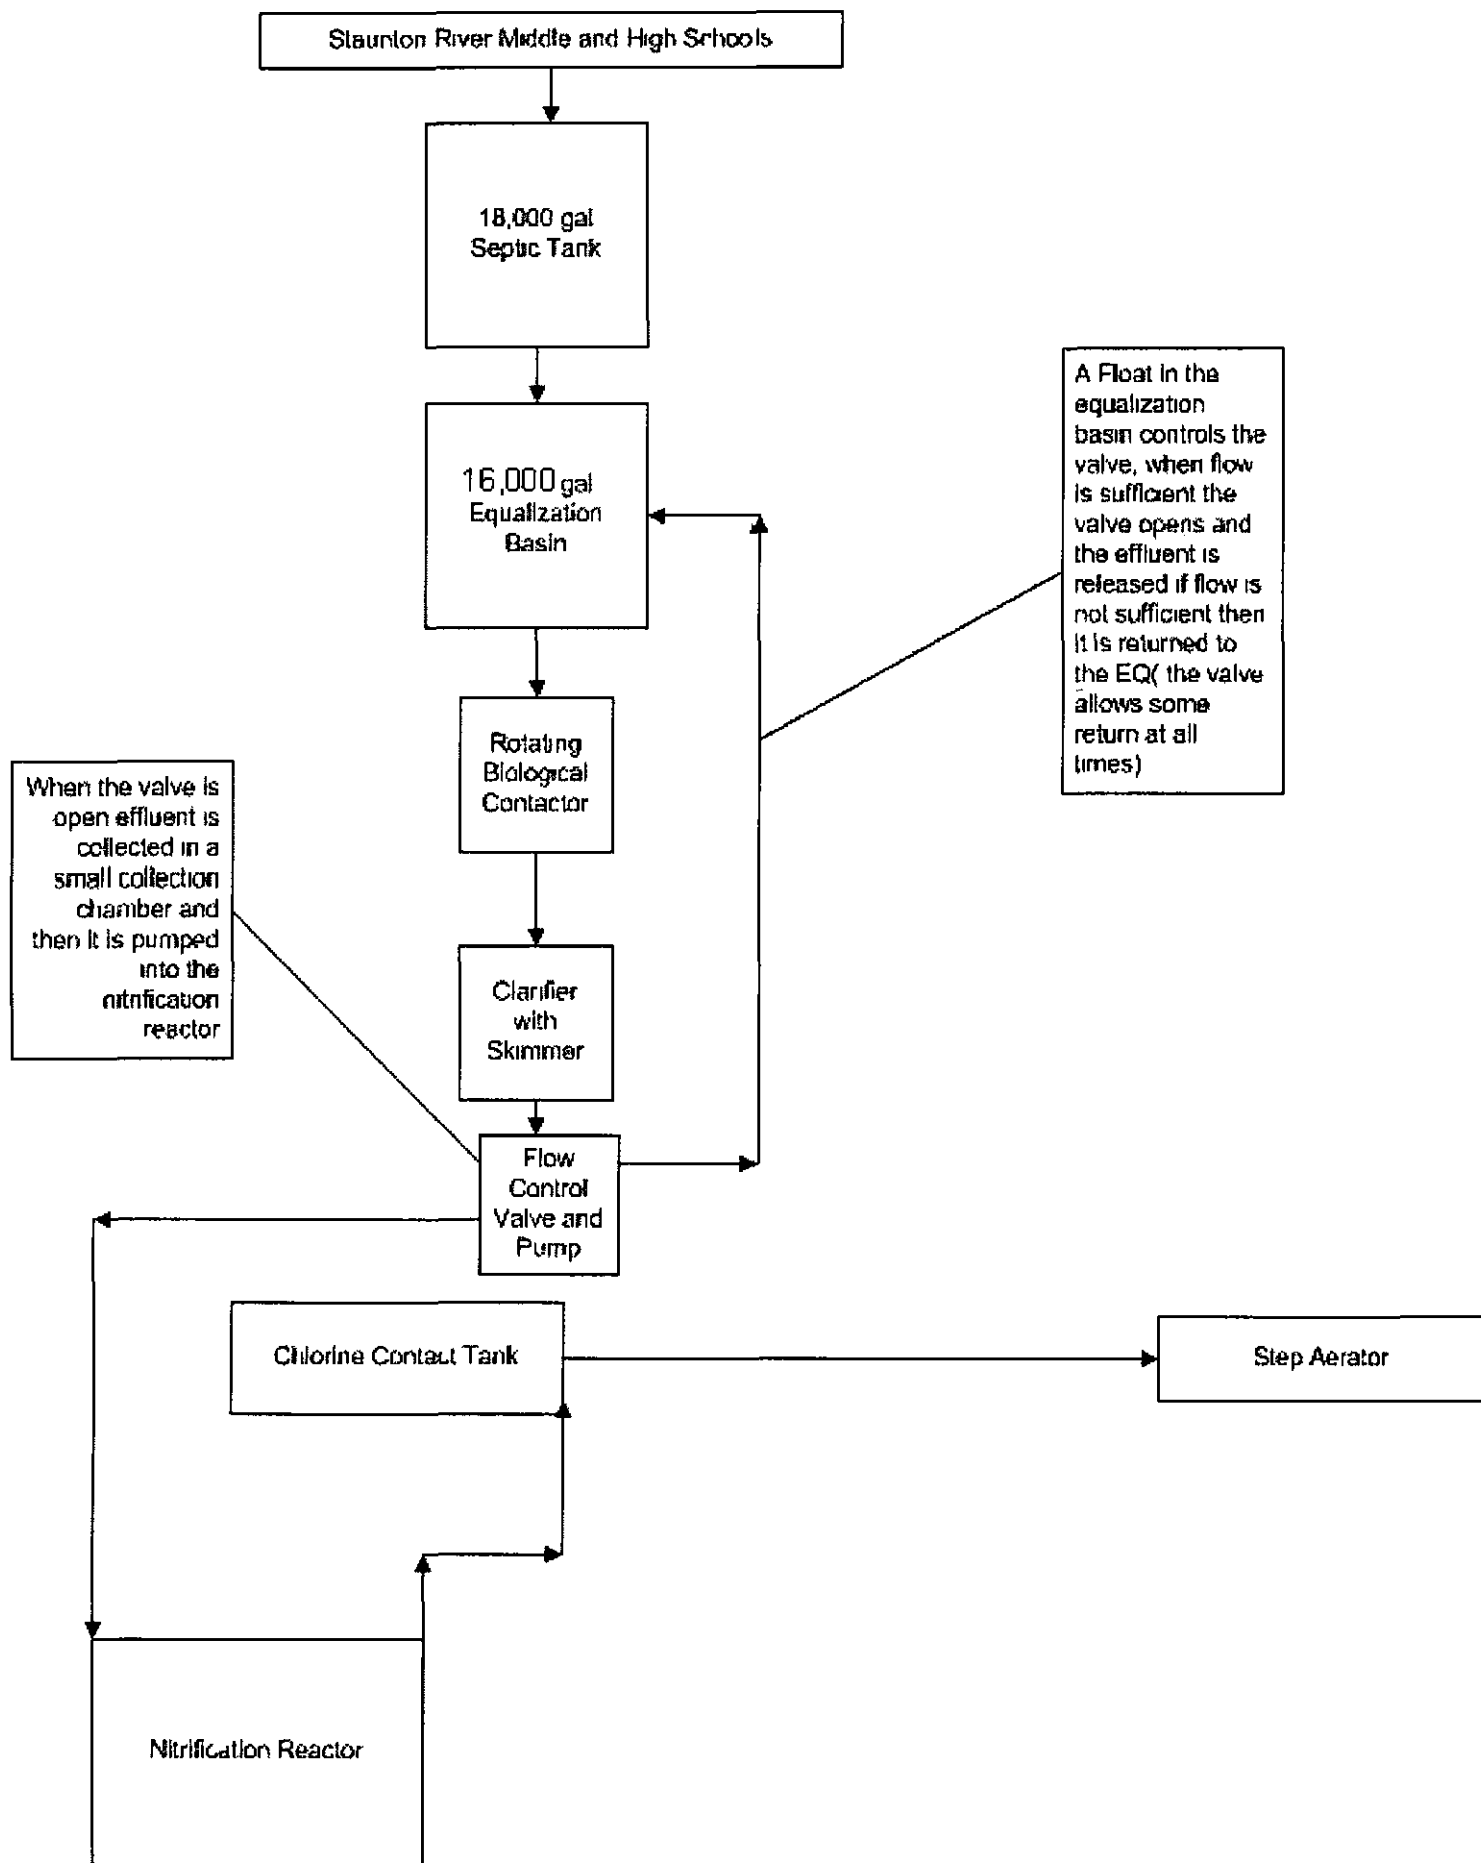 Staunton River Middle and High Schools
18,000 gal
Septic Tank
16,000 gal
Equalization
Basin
A Float in the
equalization
basin controls the
valve, when flow
is sufficient the
valve opens and
the effluent is
released if flow is
not sufficient then
it is returned to
the EQ( the valve
allows some
return at all
times)
Rotating
Biological
Contactor
When the valve is
open effluent is
collected in a
small collection
chamber and
then it is pumped
into the
nitrification
reactor
Clarifier
with
Skimmer
Flow
Control
Valve and
Pump
Chlorine Contact Tank
Step Aerator
Nitrification Reactor